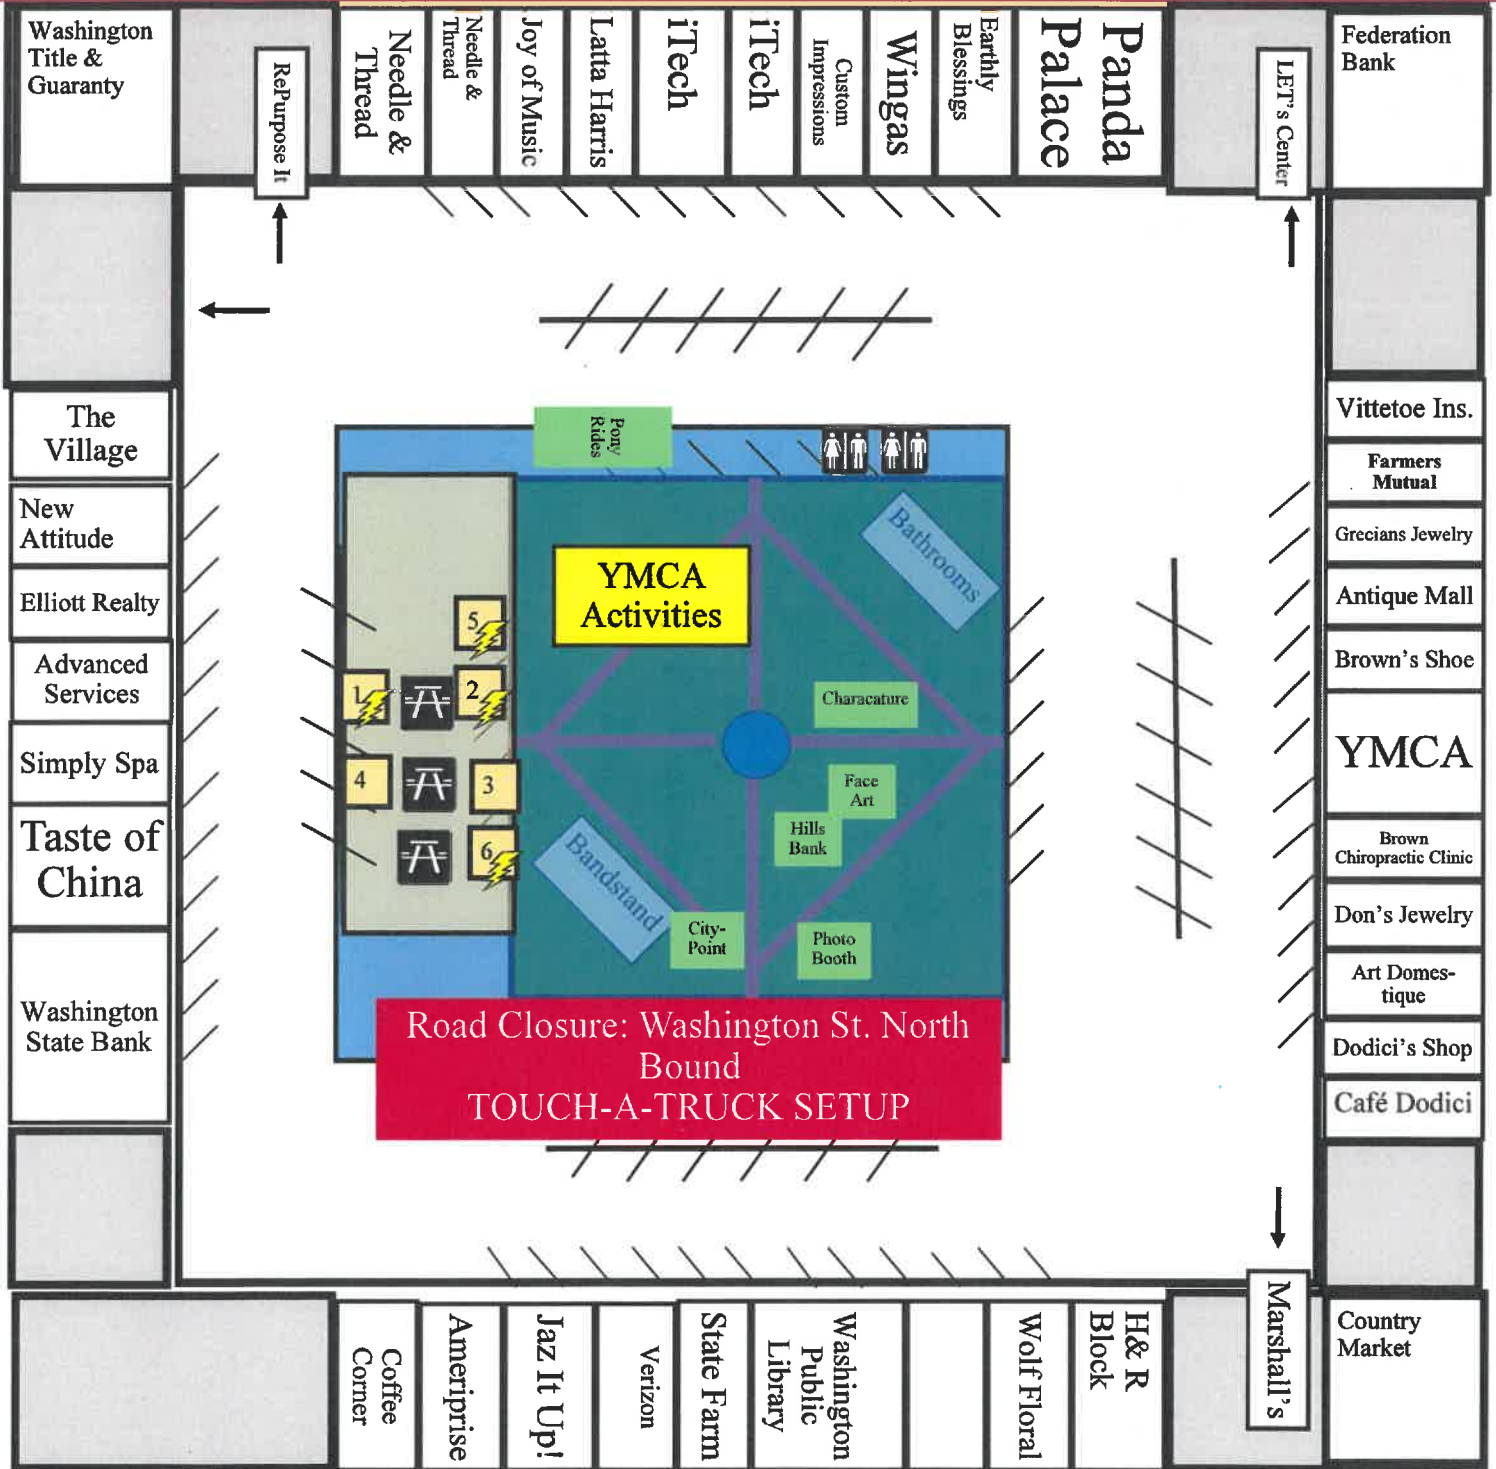 Washington
Title &
Guaranty
RePurpose It
Needle &
Thread
Needle &
Thread
Joy of Music
Latta Harris
iTech
iTech
Custom
Impressions
Wingas
Earthly
Blessings
Panda
Palace
LET's Center
Federation
Bank
The
Village
New
Attitude
Elliott Realty
Advanced
Services
Simply Spa
Taste of
China
Washington
State Bank
Pony
Rides
Bathrooms
YMCA
Activities
5
1
2
4
3
6
Characature
Face
Art
Hills
Bank
Bandstand
City-
Point
Photo
Booth
Road Closure: Washington St. North
Bound
TOUCH-A-TRUCK SETUP
Vittetoe Ins.
Farmers
Mutual
Grecians Jewelry
Antique Mall
Brown's Shoe
YMCA
Brown
Chiropractic Clinic
Don's Jewelry
Art Domes-
tique
Dodici's Shop
Café Dodici
Coffee
Corner
Ameriprise
Jaz It Up!
Verizon
State Farm
Washington
Public
Library
Wolf Floral
H& R
Block
Marshall's
Country
Market